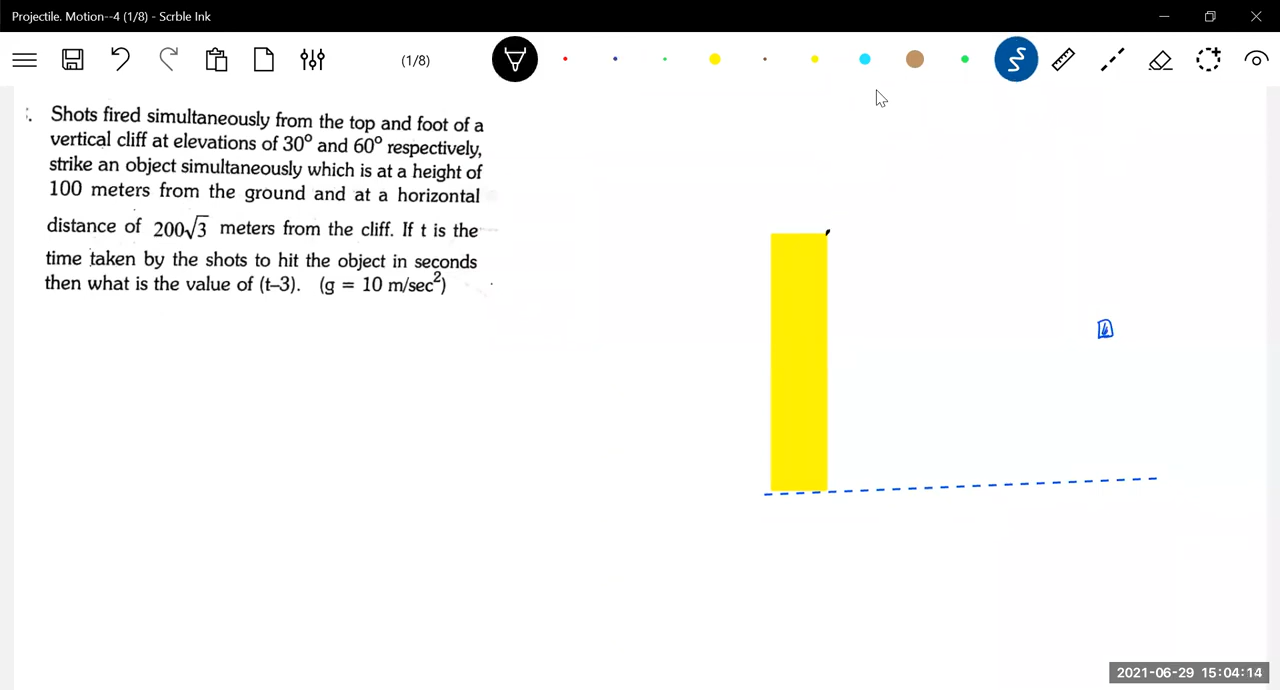 Projectile. Motion--4 (1/8) - Scrble Ink
(1/8)
Shots fired simultaneously from the top and foot of a
vertical cliff at elevations of 30° and 60° respectively,
strike an object simultaneously which is at a height of
100 meters from the ground and at a horizontal
distance of 200√3 meters from the cliff. If t is the
time taken by the shots to hit the object in seconds
then what is the value of (t–3). (g = 10 m/sec²)
2021-06-29 15:04:14